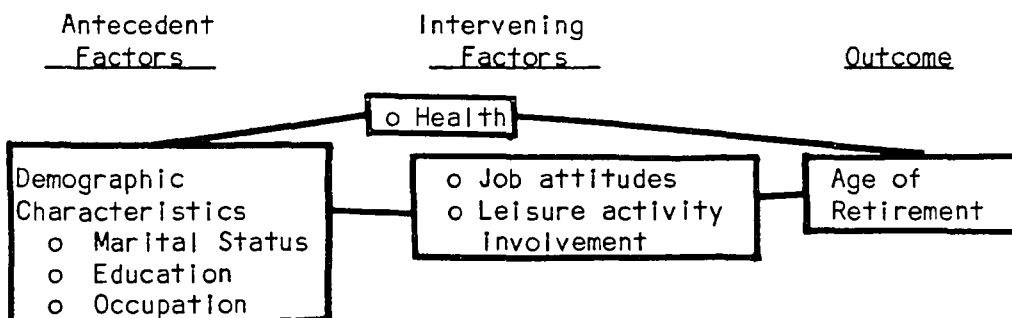 Antecedent Factors
Intervening Factors
Outcome
o Health
Demographic
Characteristics
o Marital Status
o Education
o Occupation
o Job attitudes
o Leisure activity
involvement
Age of
Retirement